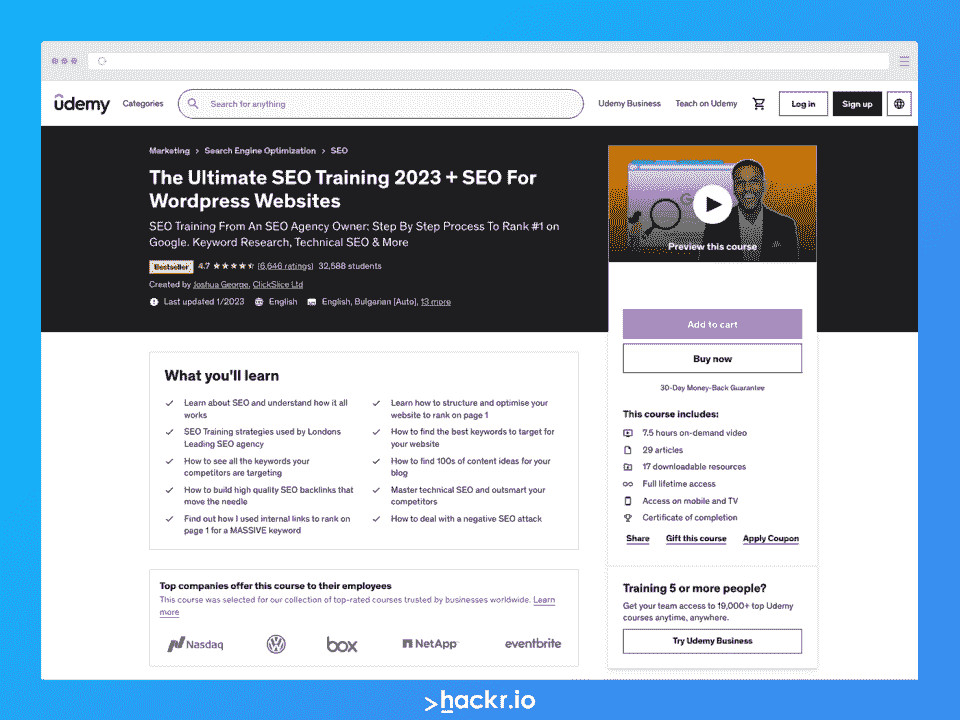 ûdemy Categories Search for anything Udemy Business Teach on Udemy Log in Sign up
Marketing > Search Engine Optimization > SEO
The Ultimate SEO Training 2023 + SEO For
Wordpress Websites
SEO Training From An SEO Agency Owner: Step By Step Process To Rank #1 on
Google. Keyword Research, Technical SEO & More
Bestseller 4.7 (6,646 ratings) 32,588 students
Created by Joshua George, ClickSlice Ltd
Last updated 1/2023 English English, Bulgarian [Auto], 13 more
Preview this course
Add to cart
Buy now
30-Day Money-Back Guarantee
This course includes:
7.5 hours on-demand video
29 articles
17 downloadable resources
Full lifetime access
Access on mobile and TV
Certificate of completion
Share Gift this course Apply Coupon
Training 5 or more people?
Get your team access to 19,000+ top Udemy
courses anytime, anywhere.
Try Udemy Business
What you'll learn
Learn about SEO and understand how it all
works
SEO Training strategies used by Londons
Leading SEO agency
How to see all the keywords your
competitors are targeting
How to build high quality SEO backlinks that
move the needle
Find out how I used internal links to rank on
page 1 for a MASSIVE keyword
Learn how to structure and optimise your
website to rank on page 1
How to find the best keywords to target for
your website
How to find 100s of content ideas for your
blog
Master technical SEO and outsmart your
competitors
How to deal with a negative SEO attack
Top companies offer this course to their employees
This course was selected for our collection of top-rated courses trusted by businesses worldwide. Learn
more
Nasdaq box NetApp eventbrite
>hackr.io